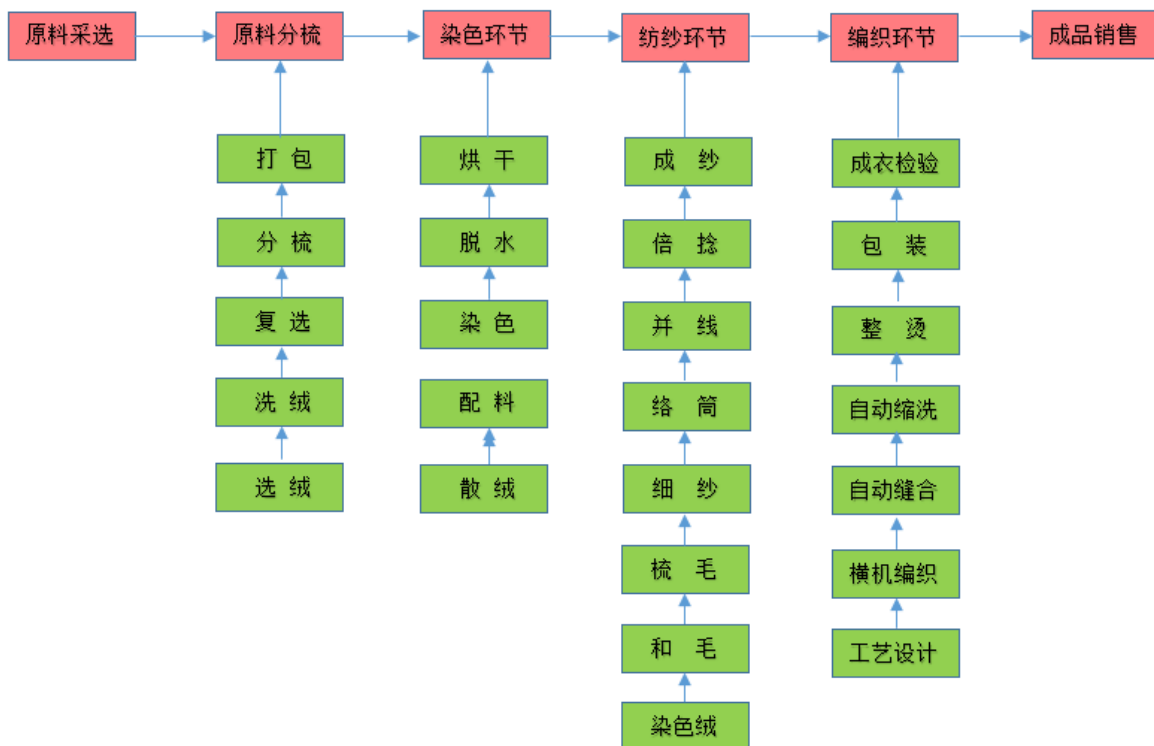 原料采选
原料分梳
染色环节
纺纱环节
编织环节
成品销售
打 包
分 梳
复 选
洗 绒
选 绒
烘 干
脱 水
染 色
配 料
散 绒
成 纱
倍 捻
并 线
络 筒
细 纱
梳 毛
和 毛
染色绒
成衣检验
包 装
整 烫
自动缩洗
自动缝合
横机编织
工艺设计